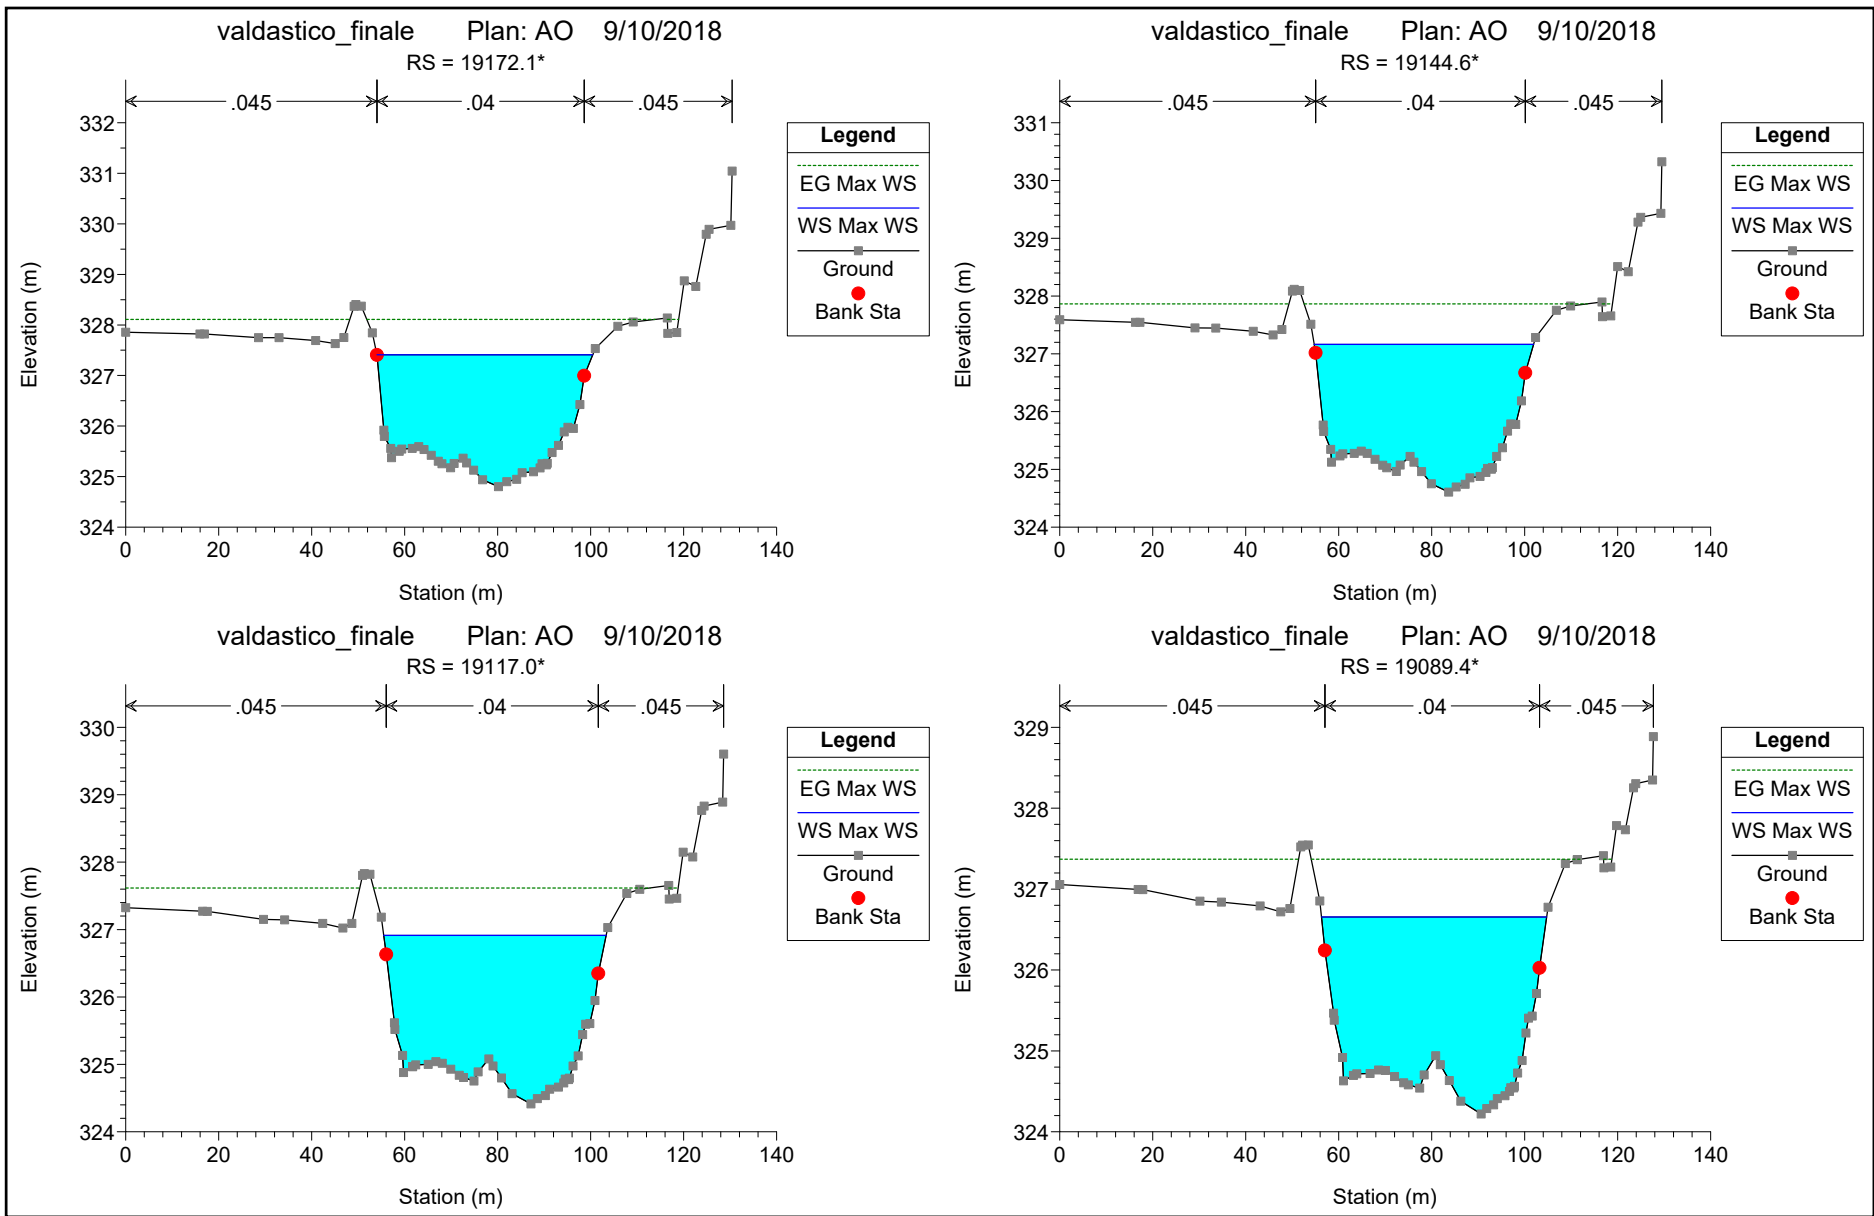 valdastico_finale Plan: AO 9/10/2018
RS = 19172.1*
.045 .04 .045
332
331
330
329
328
327
326
325
324
0 20 40 60 80 100 120 140
Elevation (m)
Station (m)
Legend
EG Max WS
WS Max WS
Ground
Bank Sta
valdastico_finale Plan: AO 9/10/2018
RS = 19144.6*
.045 .04 .045
331
330
329
328
327
326
325
324
0 20 40 60 80 100 120 140
Elevation (m)
Station (m)
Legend
EG Max WS
WS Max WS
Ground
Bank Sta
valdastico_finale Plan: AO 9/10/2018
RS = 19117.0*
.045 .04 .045
330
329
328
327
326
325
324
0 20 40 60 80 100 120 140
Elevation (m)
Station (m)
Legend
EG Max WS
WS Max WS
Ground
Bank Sta
valdastico_finale Plan: AO 9/10/2018
RS = 19089.4*
.045 .04 .045
329
328
327
326
325
324
0 20 40 60 80 100 120 140
Elevation (m)
Station (m)
Legend
EG Max WS
WS Max WS
Ground
Bank Sta